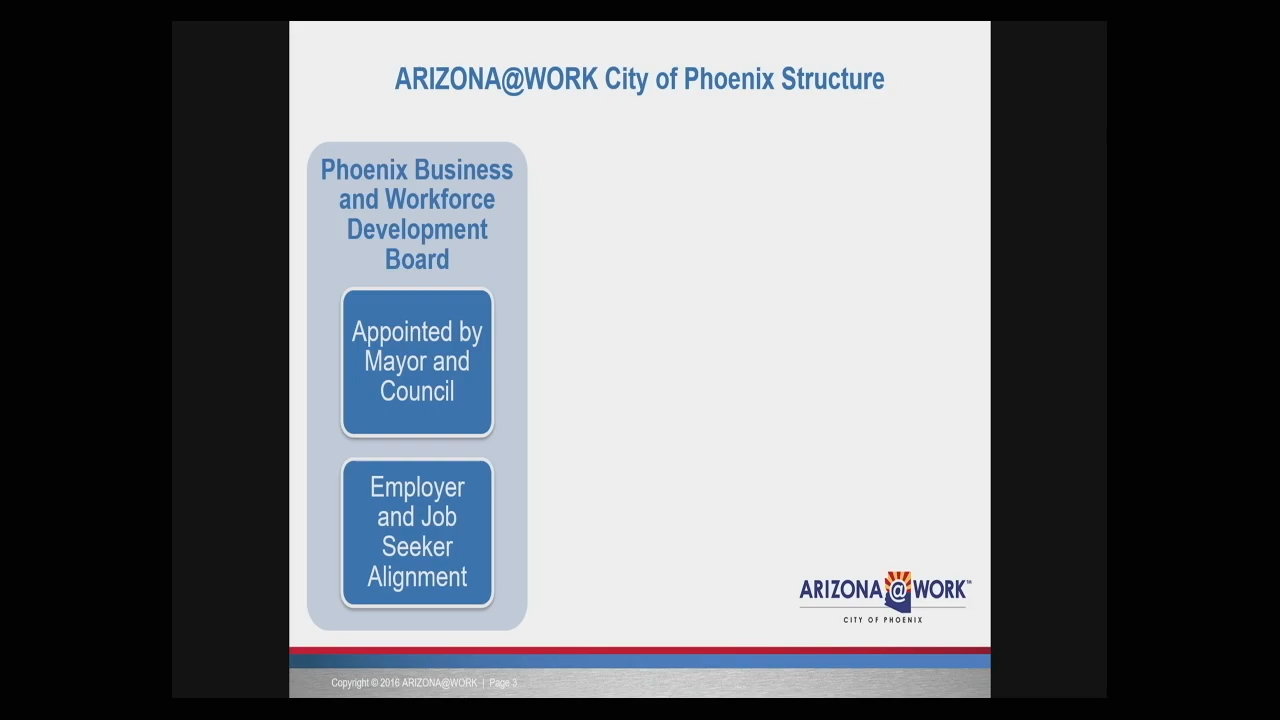 ARIZONA@WORK City of Phoenix Structure
Phoenix Business
and Workforce
Development
Board
Appointed by
Mayor and
Council
Employer
and Job
Seeker
Alignment
ARIZONA@WORK™
CITY OF PHOENIX
Copyright © 2016 ARIZONA@WORK | Page 3